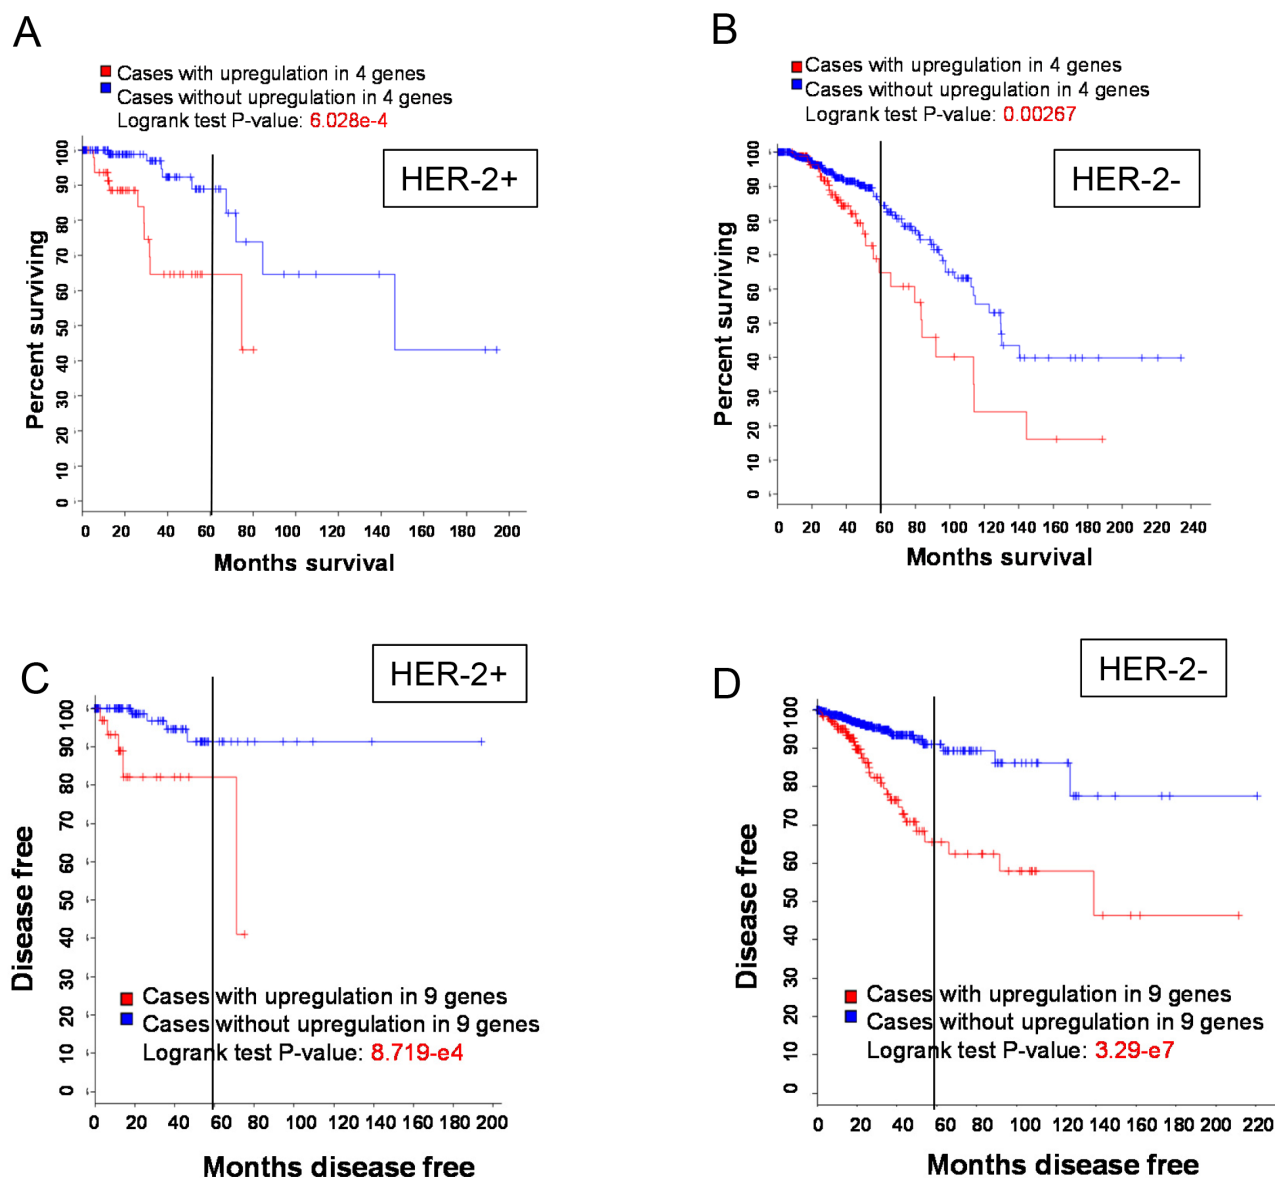 A
Cases with upregulation in 4 genes
Cases without upregulation in 4 genes
Logrank test P-value: 6.028e-4
HER-2+
Percent surviving
100
90
80
70
60
50
40
30
20
10
0
0 20 40 60 80 100 120 140 160 180 200
Months survival
B
Cases with upregulation in 4 genes
Cases without upregulation in 4 genes
Logrank test P-value: 0.00267
HER-2-
Percent surviving
100
90
80
70
60
50
40
30
20
10
0
0 20 40 60 80 100 120 140 160 180 200 220 240
Months survival
C
HER-2+
Disease free
100
90
80
70
60
50
40
30
20
10
0
Cases with upregulation in 9 genes
Cases without upregulation in 9 genes
Logrank test P-value: 8.719-e4
0 20 40 60 80 100 120 140 160 180 200
Months disease free
D
HER-2-
Disease free
100
90
80
70
60
50
40
30
20
10
0
Cases with upregulation in 9 genes
Cases without upregulation in 9 genes
Logrank test P-value: 3.29-e7
0 20 40 60 80 100 120 140 160 180 200 220
Months disease free